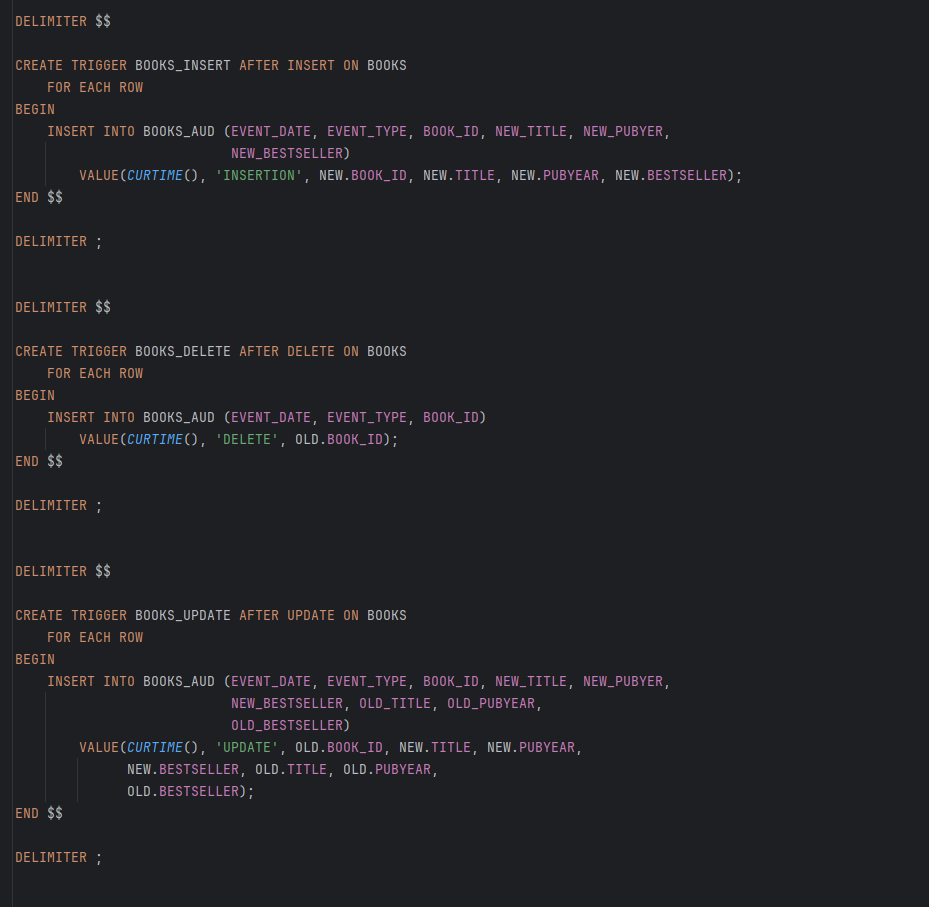 DELIMITER $$
CREATE TRIGGER BOOKS_INSERT AFTER INSERT ON BOOKS
FOR EACH ROW
BEGIN
INSERT INTO BOOKS_AUD (EVENT_DATE, EVENT_TYPE, BOOK_ID, NEW_TITLE, NEW_PUBYER,
NEW_BESTSELLER)
VALUE(CURTIME(), 'INSERTION', NEW.BOOK_ID, NEW.TITLE, NEW.PUBYEAR, NEW.BESTSELLER);
END $$
DELIMITER ;
DELIMITER $$
CREATE TRIGGER BOOKS_DELETE AFTER DELETE ON BOOKS
FOR EACH ROW
BEGIN
INSERT INTO BOOKS_AUD (EVENT_DATE, EVENT_TYPE, BOOK_ID)
VALUE(CURTIME(), 'DELETE', OLD.BOOK_ID);
END $$
DELIMITER ;
DELIMITER $$
CREATE TRIGGER BOOKS_UPDATE AFTER UPDATE ON BOOKS
FOR EACH ROW
BEGIN
INSERT INTO BOOKS_AUD (EVENT_DATE, EVENT_TYPE, BOOK_ID, NEW_TITLE, NEW_PUBYER,
NEW_BESTSELLER, OLD_TITLE, OLD_PUBYEAR,
OLD_BESTSELLER)
VALUE(CURTIME(), 'UPDATE', OLD.BOOK_ID, NEW.TITLE, NEW.PUBYEAR,
NEW.BESTSELLER, OLD.TITLE, OLD.PUBYEAR,
OLD.BESTSELLER);
END $$
DELIMITER ;